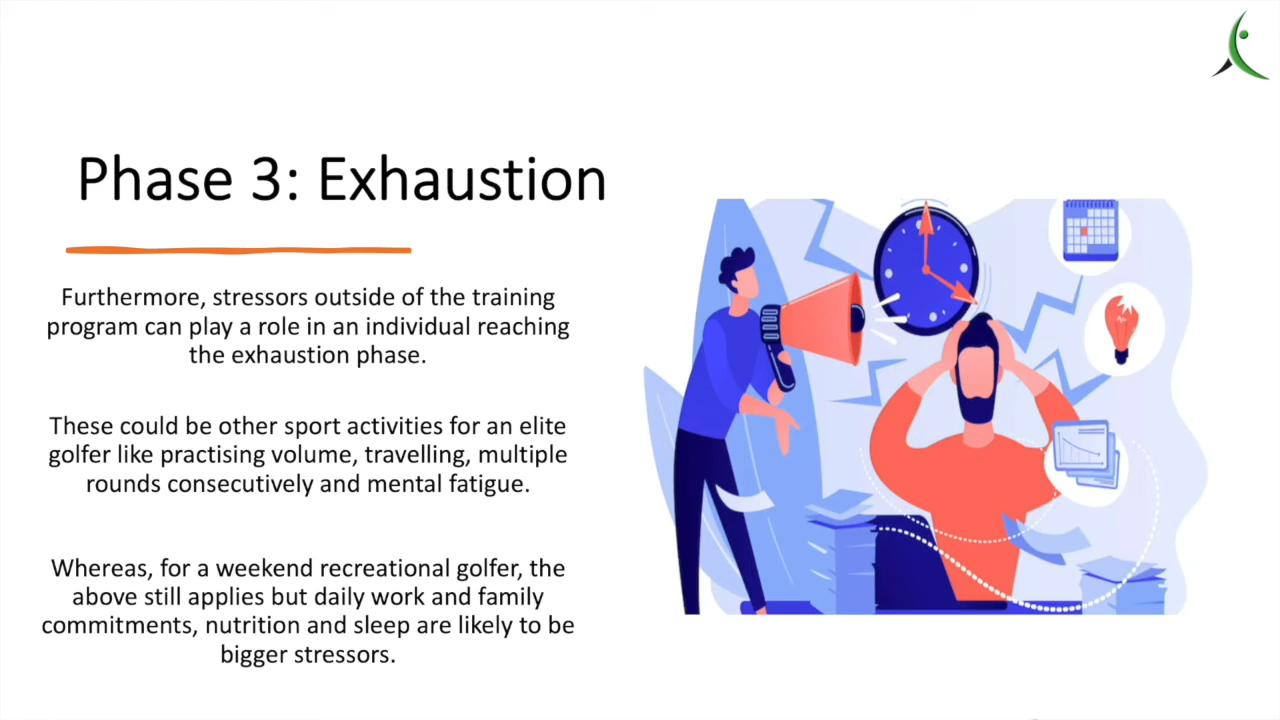 Phase 3: Exhaustion
Furthermore, stressors outside of the training
program can play a role in an individual reaching
the exhaustion phase.
These could be other sport activities for an elite
golfer like practising volume, travelling, multiple
rounds consecutively and mental fatigue.
Whereas, for a weekend recreational golfer, the
above still applies but daily work and family
commitments, nutrition and sleep are likely to be
bigger stressors.